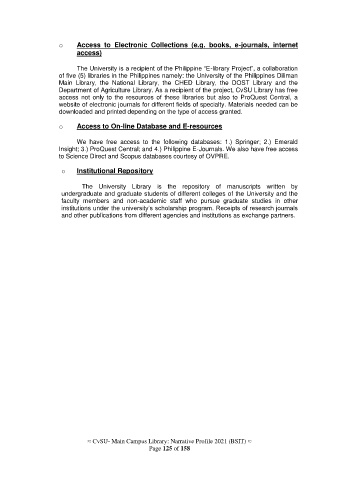 o Access to Electronic Collections (e.g. books, e-journals, internet
access)
The University is a recipient of the Philippine "E-library Project", a collaboration
of five (5) libraries in the Philippines namely: the University of the Philippines Diliman
Main Library, the National Library, the CHED Library, the DOST Library and the
Department of Agriculture Library. As a recipient of the project, CvSU Library has free
access not only to the resources of these libraries but also to ProQuest Central, a
website of electronic journals for different fields of specialty. Materials needed can be
downloaded and printed depending on the type of access granted.
o Access to On-line Database and E-resources
We have free access to the following databases: 1.) Springer; 2.) Emerald
Insight; 3.) ProQuest Central; and 4.) Philippine E-Journals. We also have free access
to Science Direct and Scopus databases courtesy of OVPRE.
o Institutional Repository
The University Library is the repository of manuscripts written by
undergraduate and graduate students of different colleges of the University and the
faculty members and non-academic staff who pursue graduate studies in other
institutions under the university's scholarship program. Receipts of research journals
and other publications from different agencies and institutions as exchange partners.
≈ CvSU- Main Campus Library: Narrative Profile 2021 (BSIT) ≈
Page 125 of 158